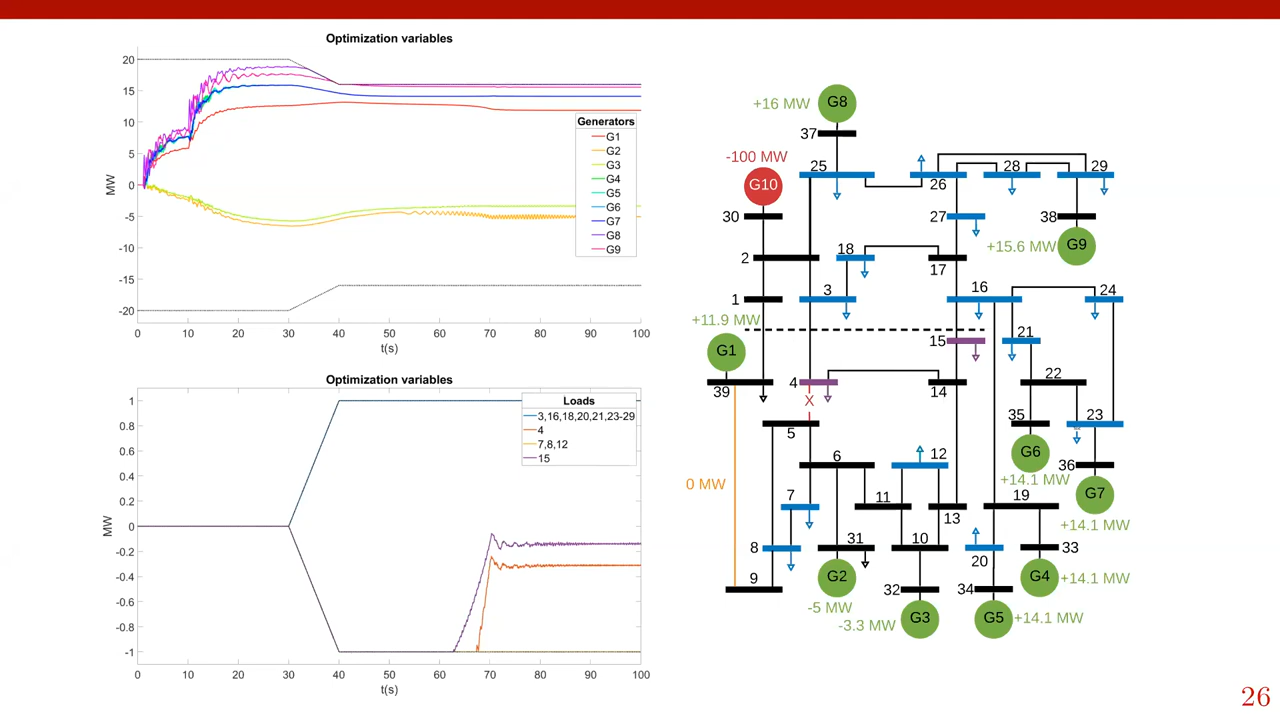 Optimization variables
20
15
10
5
0
-5
-10
-15
-20
MW
0 10 20 30 40 50 60 70 80 90 100
t(s)
Generators
G1
G2
G3
G4
G5
G6
G7
G8
G9
Optimization variables
1
0.8
0.6
0.4
0.2
0
-0.2
-0.4
-0.6
-0.8
-1
MW
0 10 20 30 40 50 60 70 80 90 100
t(s)
Loads
3,16,18,20,21,23-29
4
7,8,12
15
+16 MW G8
37
-100 MW 25 28 29
G10 26
30 27 38
+15.6 MW G9
2 18 17
1 3 16 24
+11.9 MW
G1 15 21
39 4 14 22
X
5 35 23
6 12 G6 36
+14.1 MW
0 MW 7 11 19 G7
13 +14.1 MW
8 31 10 20 33
9 G2 32 34 G4 +14.1 MW
-5 MW
-3.3 MW G3 G5 +14.1 MW
26